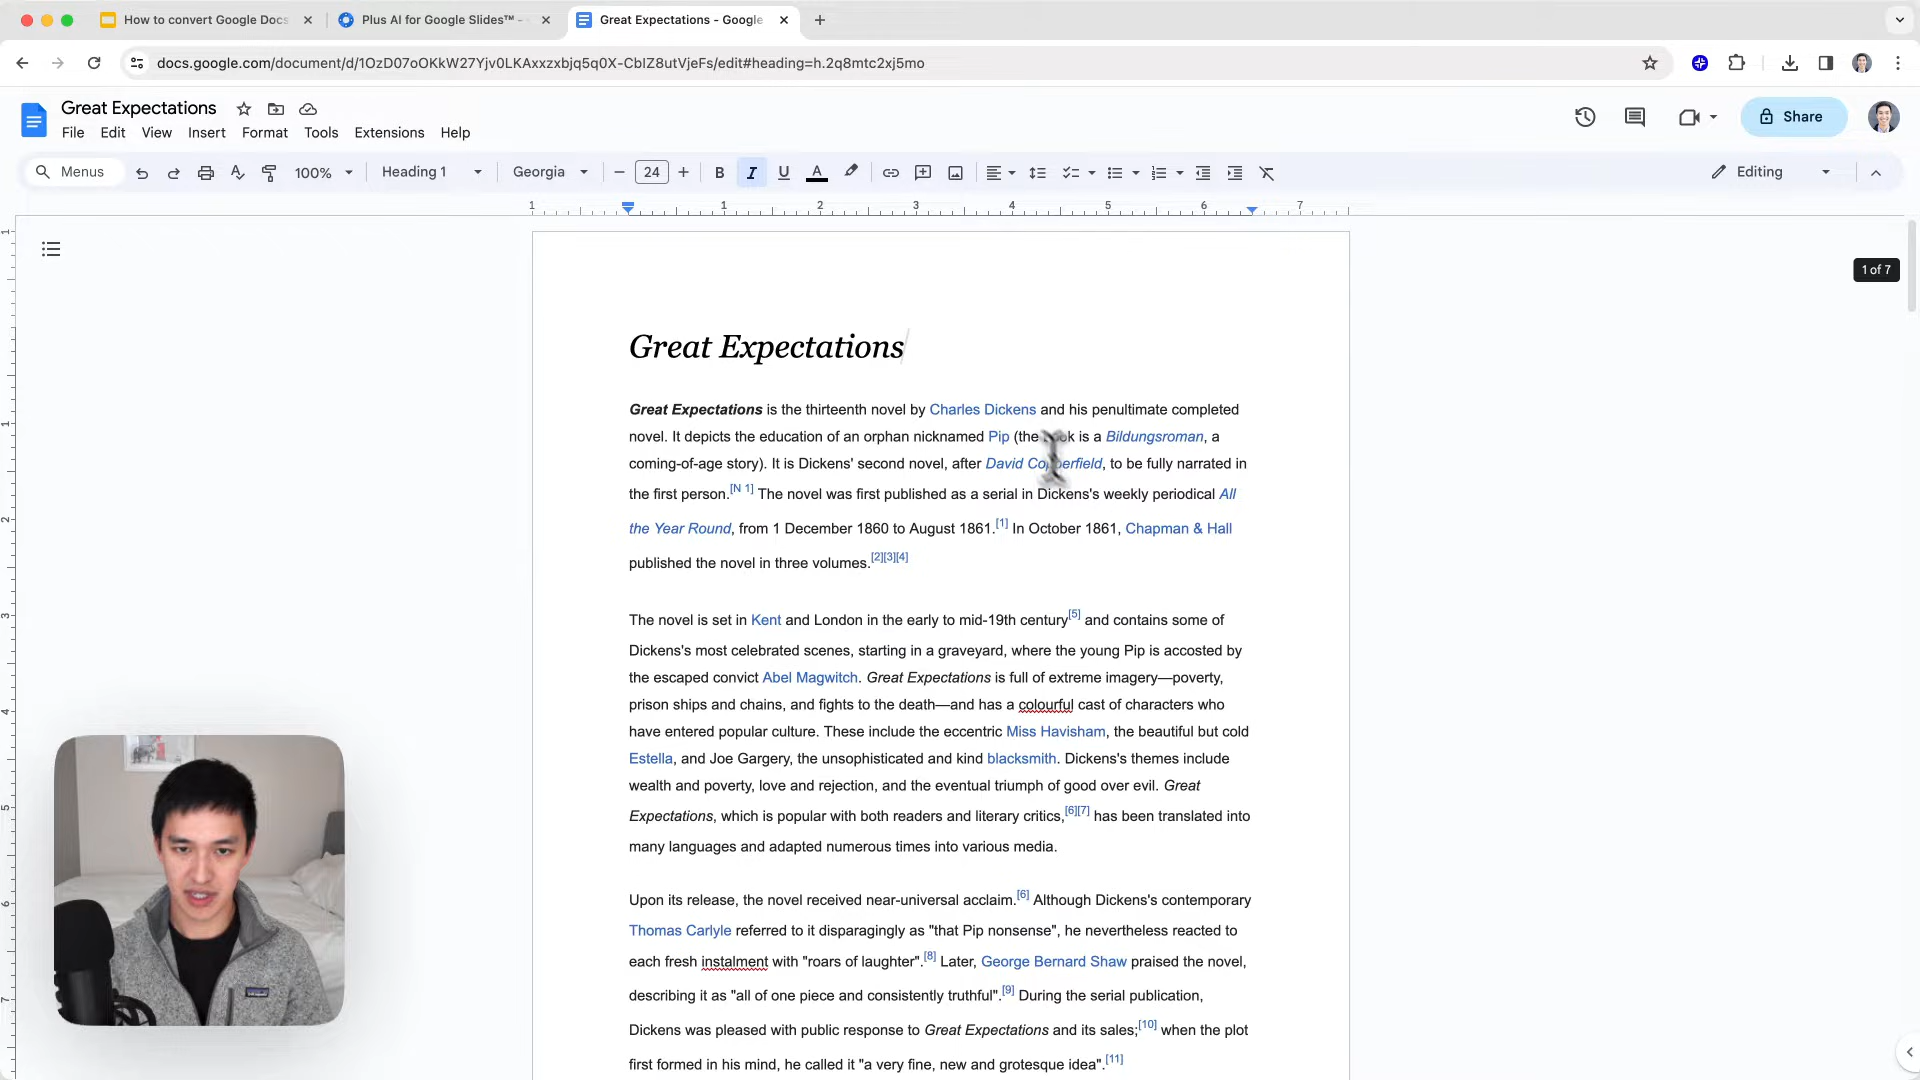 How to convert Google Docs
Plus AI for Google Slides™ -
Great Expectations - Google
docs.google.com/document/d/1OzD07oOKkW27Yjv0LKAxxzxbjq5q0X-CbIZ8utVjeFs/edit#heading=h.2q8mtc2xj5mo
Great Expectations
File Edit View Insert Format Tools Extensions Help
Share
Menus 100% Heading 1 Georgia 24 B I U A Editing
1 1 2 3 4 5 6 7
1 of 7
Great Expectations
Great Expectations is the thirteenth novel by Charles Dickens and his penultimate completed
novel. It depicts the education of an orphan nicknamed Pip (the book is a Bildungsroman, a
coming-of-age story). It is Dickens' second novel, after David Copperfield, to be fully narrated in
the first person.[N 1] The novel was first published as a serial in Dickens's weekly periodical All
the Year Round, from 1 December 1860 to August 1861.[1] In October 1861, Chapman & Hall
published the novel in three volumes.[2][3][4]
The novel is set in Kent and London in the early to mid-19th century[5] and contains some of
Dickens's most celebrated scenes, starting in a graveyard, where the young Pip is accosted by
the escaped convict Abel Magwitch. Great Expectations is full of extreme imagery—poverty,
prison ships and chains, and fights to the death—and has a colourful cast of characters who
have entered popular culture. These include the eccentric Miss Havisham, the beautiful but cold
Estella, and Joe Gargery, the unsophisticated and kind blacksmith. Dickens's themes include
wealth and poverty, love and rejection, and the eventual triumph of good over evil. Great
Expectations, which is popular with both readers and literary critics,[6][7] has been translated into
many languages and adapted numerous times into various media.
Upon its release, the novel received near-universal acclaim.[6] Although Dickens's contemporary
Thomas Carlyle referred to it disparagingly as "that Pip nonsense", he nevertheless reacted to
each fresh instalment with "roars of laughter".[8] Later, George Bernard Shaw praised the novel,
describing it as "all of one piece and consistently truthful".[9] During the serial publication,
Dickens was pleased with public response to Great Expectations and its sales;[10] when the plot
first formed in his mind, he called it "a very fine, new and grotesque idea".[11]